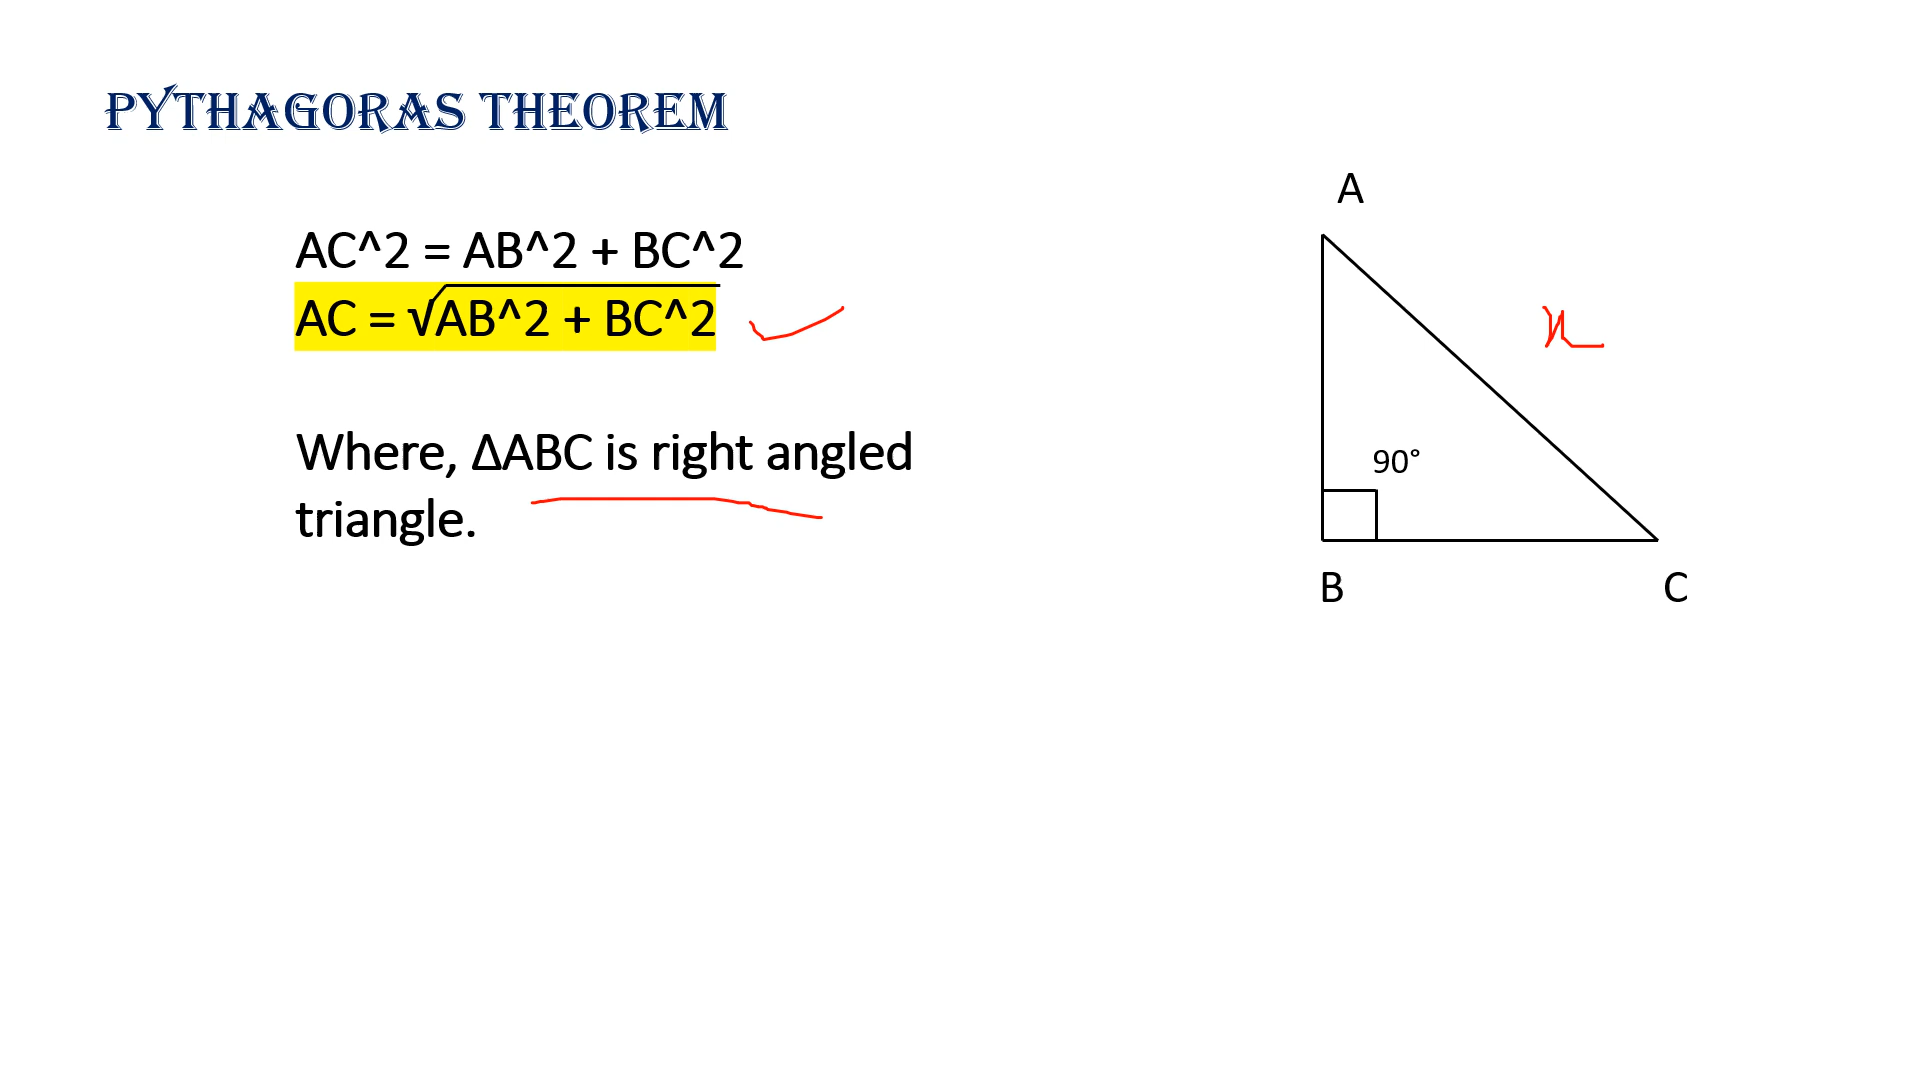 PYTHAGORAS THEOREM
AC^2 = AB^2 + BC^2
AC = √AB^2 + BC^2
Where, ΔABC is right angled
triangle.
A
90°
B
C